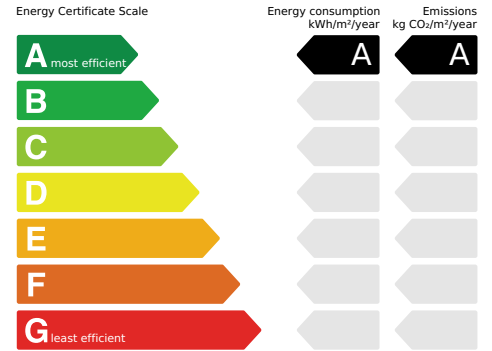 Energy Certificate Scale
Energy consumption
kWh/m²/year
Emissions
kg CO₂/m²/year
A most efficient
A
A
B
C
D
E
F
G least efficient